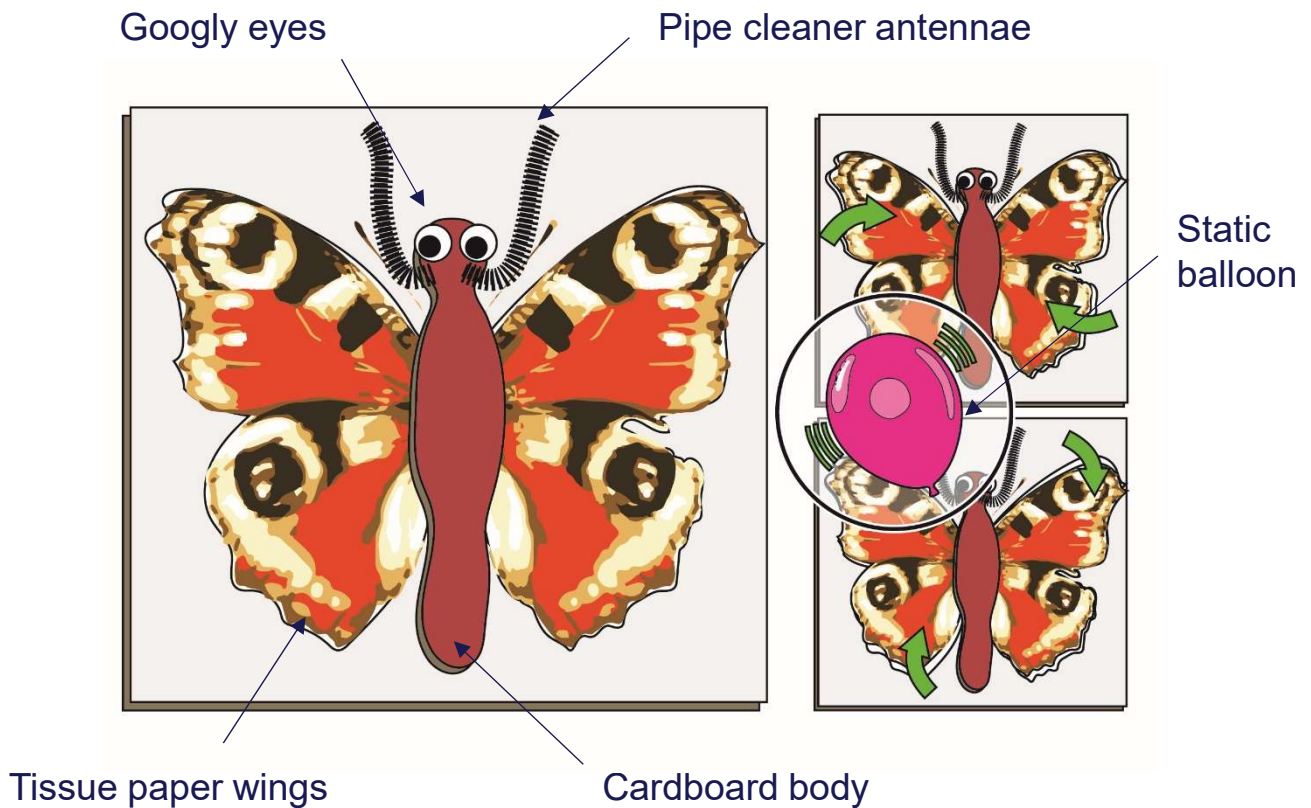 Googly eyes
Pipe cleaner antennae
Static
balloon
Tissue paper wings
Cardboard body